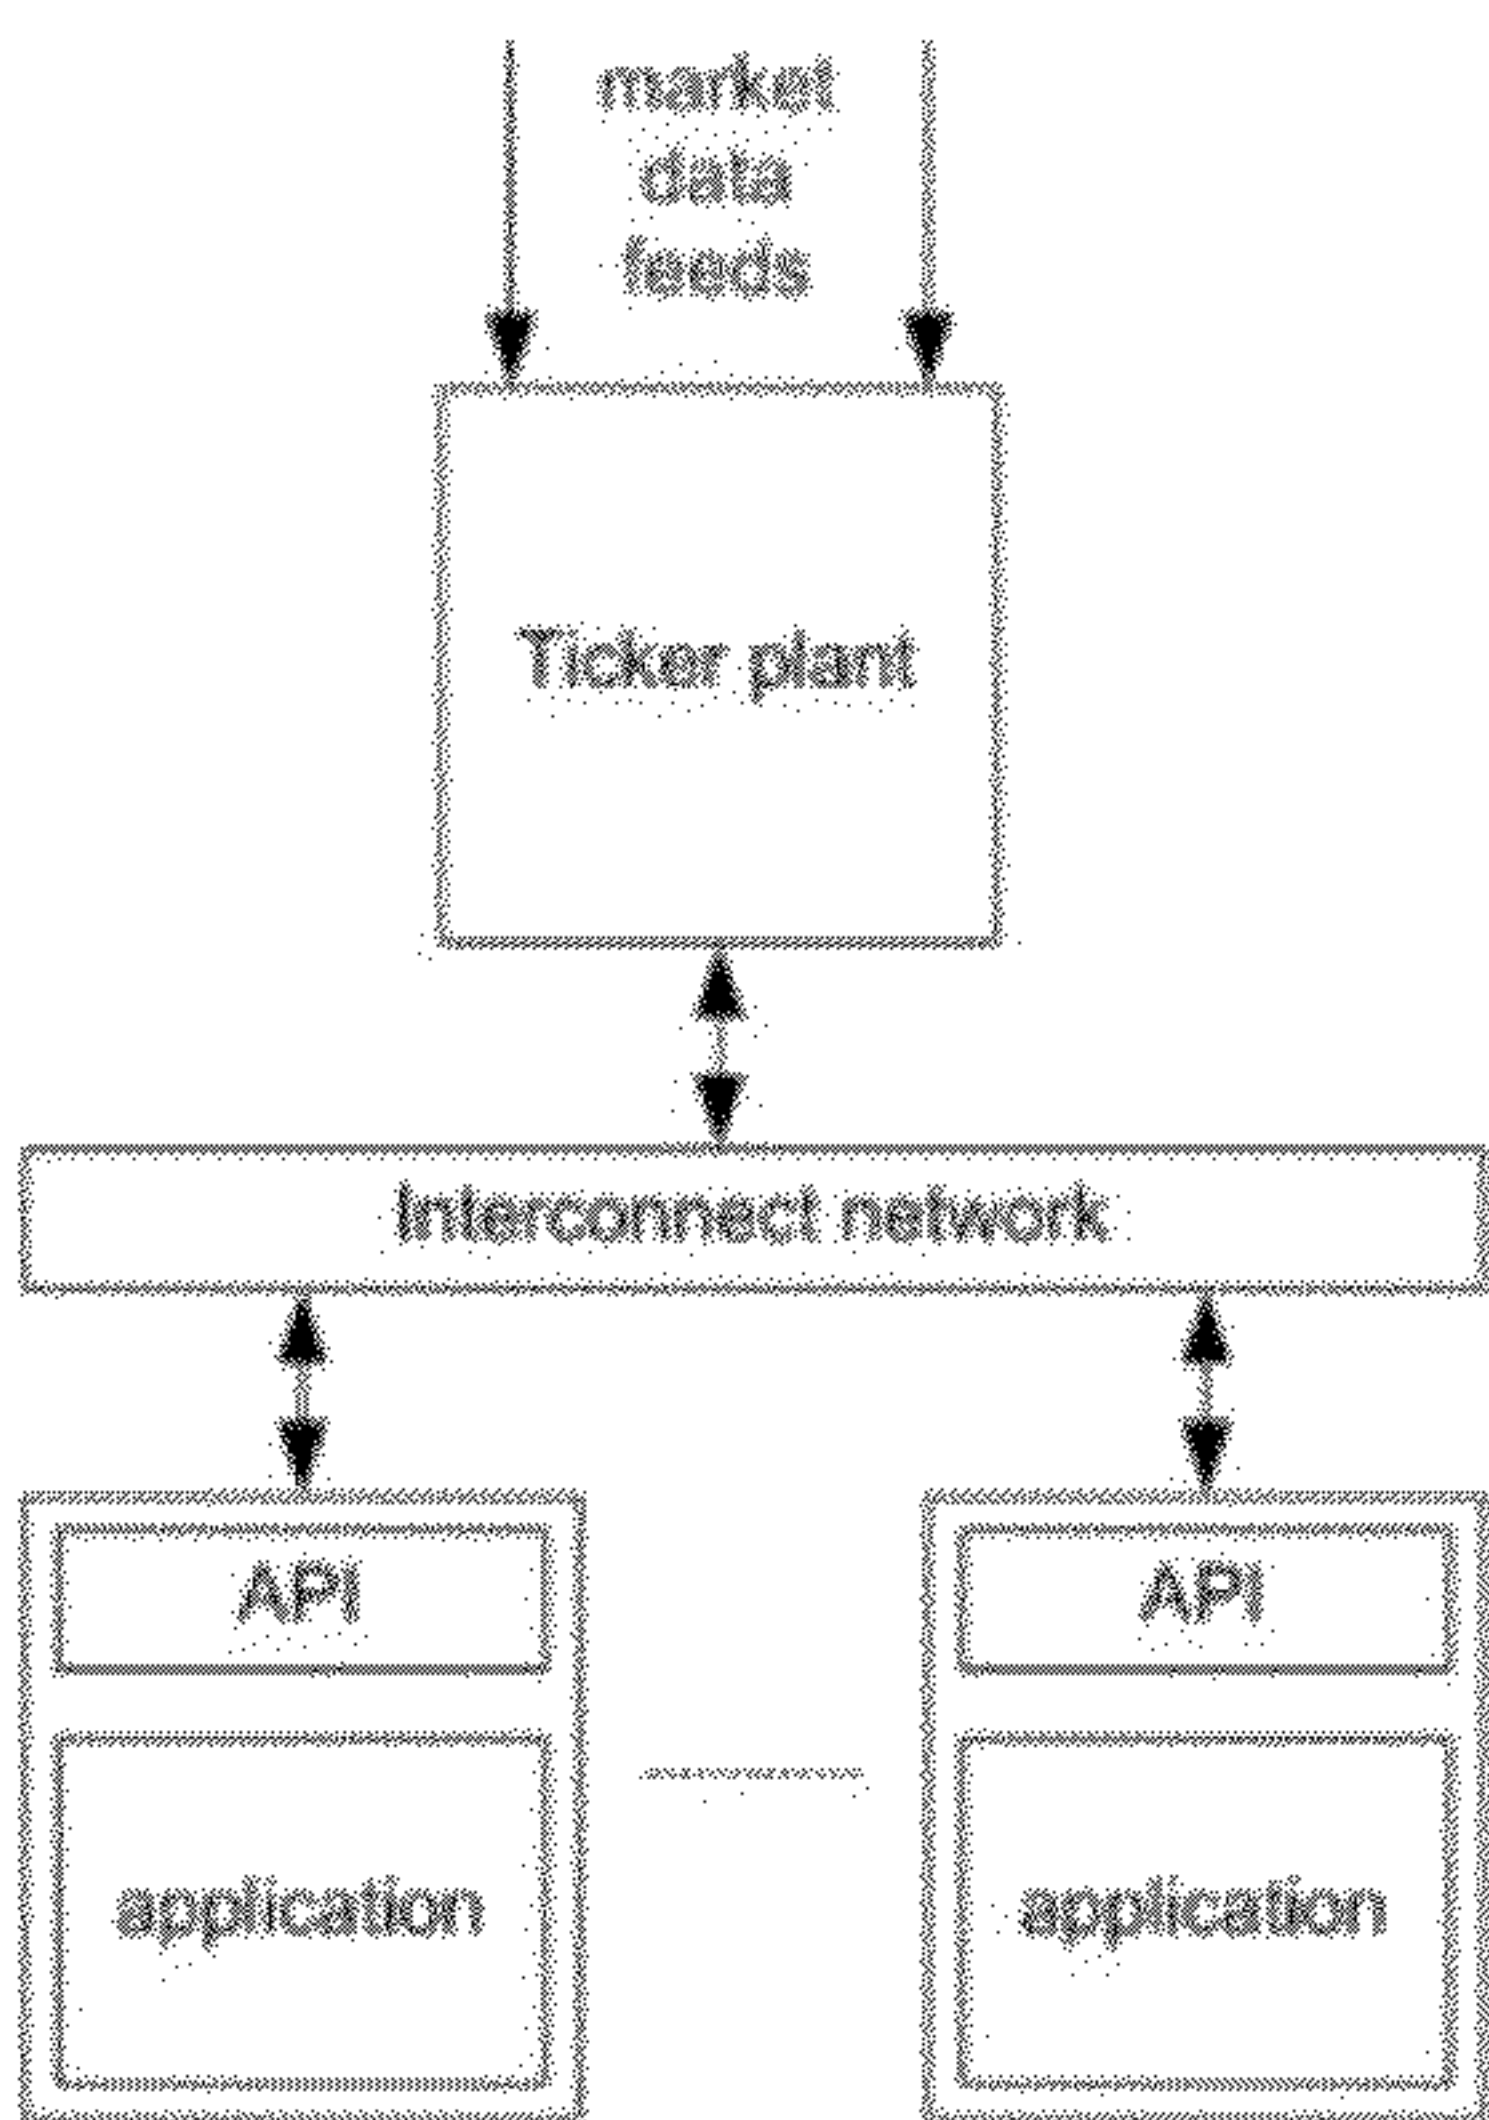 market
data
feeds
Ticker plant
Interconnect network
API
API
application
application